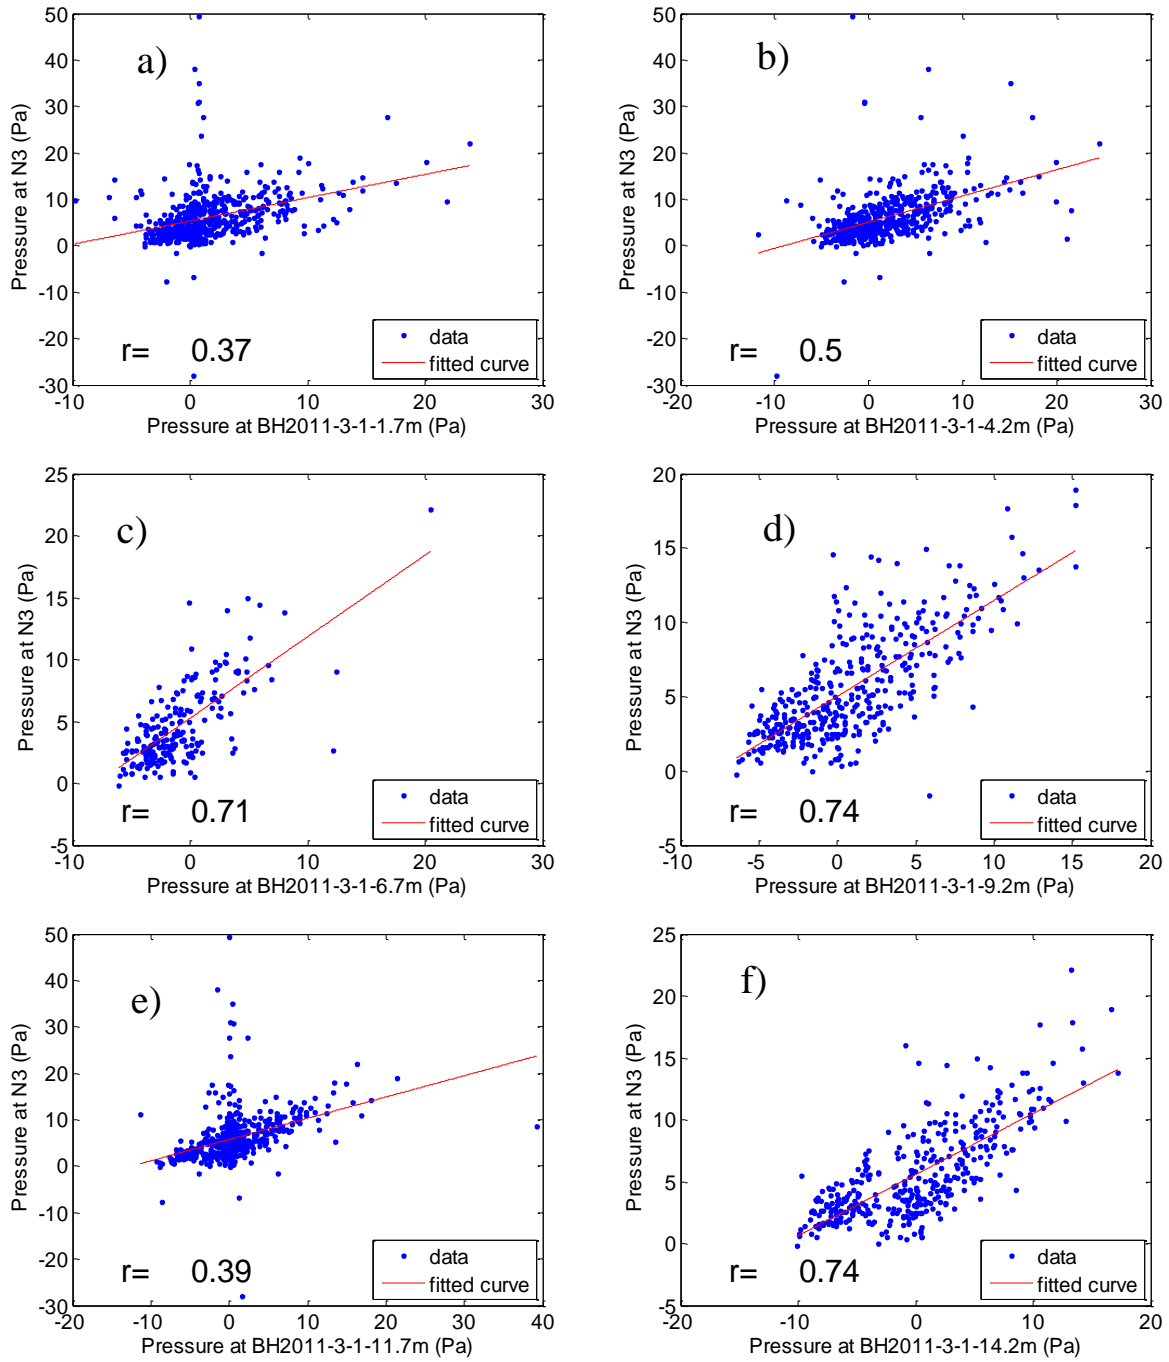 50
40
30
20
10
0
-10
-20
-30
-10
0
10
20
30
Pressure at N3 (Pa)
a)
r= 0.37
data
fitted curve
Pressure at BH2011-3-1-1.7m (Pa)
50
40
30
20
10
0
-10
-20
-30
-20
-10
0
10
20
30
Pressure at N3 (Pa)
b)
r= 0.5
data
fitted curve
Pressure at BH2011-3-1-4.2m (Pa)
25
20
15
10
5
0
-5
-10
0
10
20
30
Pressure at N3 (Pa)
c)
r= 0.71
data
fitted curve
Pressure at BH2011-3-1-6.7m (Pa)
20
15
10
5
0
-5
-10
-5
0
5
10
15
20
Pressure at N3 (Pa)
d)
r= 0.74
data
fitted curve
Pressure at BH2011-3-1-9.2m (Pa)
50
40
30
20
10
0
-10
-20
-30
-20
-10
0
10
20
30
40
Pressure at N3 (Pa)
e)
r= 0.39
data
fitted curve
Pressure at BH2011-3-1-11.7m (Pa)
25
20
15
10
5
0
-5
-20
-10
0
10
20
Pressure at N3 (Pa)
f)
r= 0.74
data
fitted curve
Pressure at BH2011-3-1-14.2m (Pa)